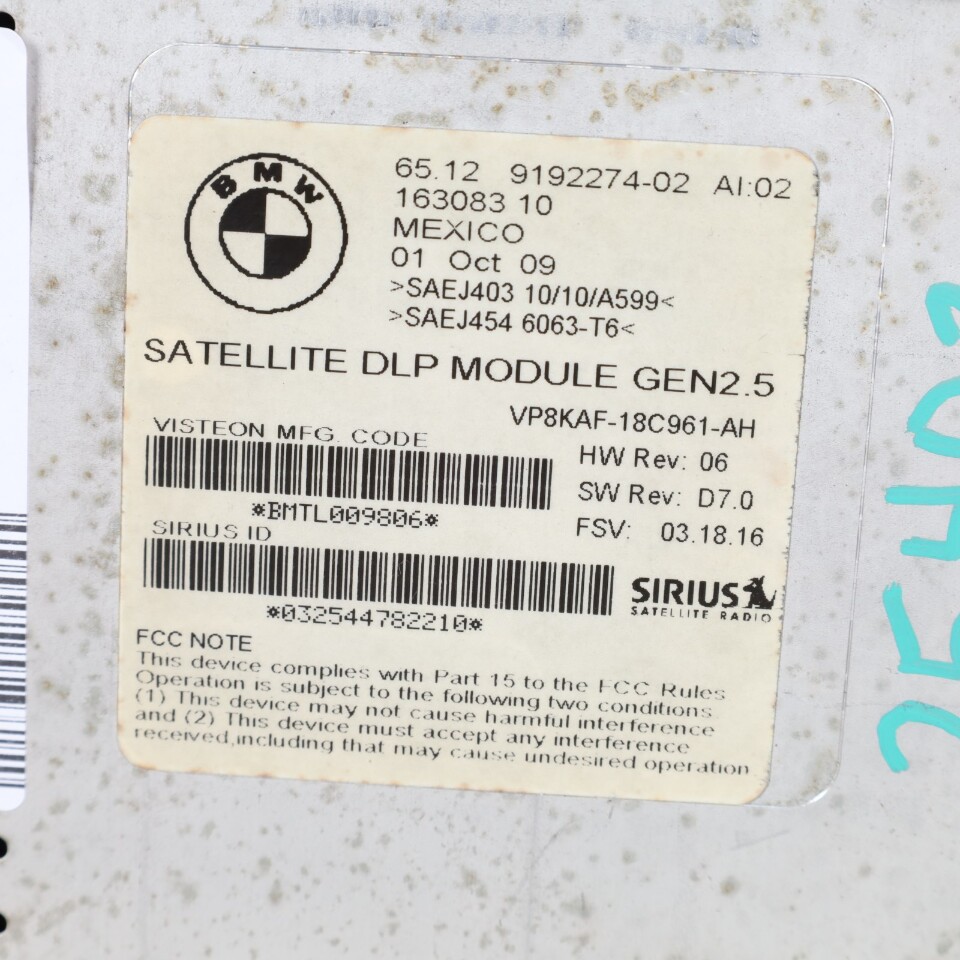 BMW
65.12 9192274-02 AI:02
163083 10
MEXICO
01 Oct 09
>SAEJ403 10/10/A599<
>SAEJ454 6063-T6<
SATELLITE DLP MODULE GEN2.5
VP8KAF-18C961-AH
VISTEON MFG. CODE
HW Rev: 06
*BMTL009806*
SW Rev: D7.0
SIRIUS ID
FSV: 03.18.16
*032544782210*
SIRIUS
SATELLITE RADIO
FCC NOTE
This device complies with Part 15 to the FCC Rules
Operation is subject to the following two conditions
(1) This device may not cause harmful interference
and (2) This device must accept any interference
received,including that may cause undesired operation